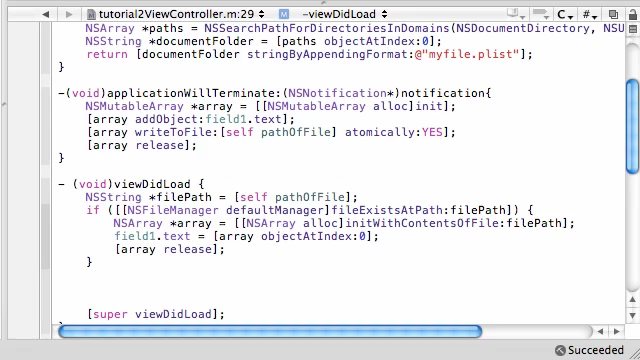 tutorial2ViewController.m:29 M -viewDidLoad C #
NSArray *paths = NSSearchPathForDirectoriesInDomains(NSDocumentDirectory, NSU
NSString *documentFolder = [paths objectAtIndex:0];
return [documentFolder stringByAppendingFormat:@"myfile.plist"];
}
-(void)applicationWillTerminate:(NSNotification*)notification{
NSMutableArray *array = [[NSMutableArray alloc]init];
[array addObject:field1.text];
[array writeToFile:[self pathOfFile] atomically:YES];
[array release];
}
- (void)viewDidLoad {
NSString *filePath = [self pathOfFile];
if ([[NSFileManager defaultManager]fileExistsAtPath:filePath]) {
NSArray *array = [[NSArray alloc]initWithContentsOfFile:filePath];
field1.text = [array objectAtIndex:0];
[array release];
}
[super viewDidLoad];
}
Succeeded